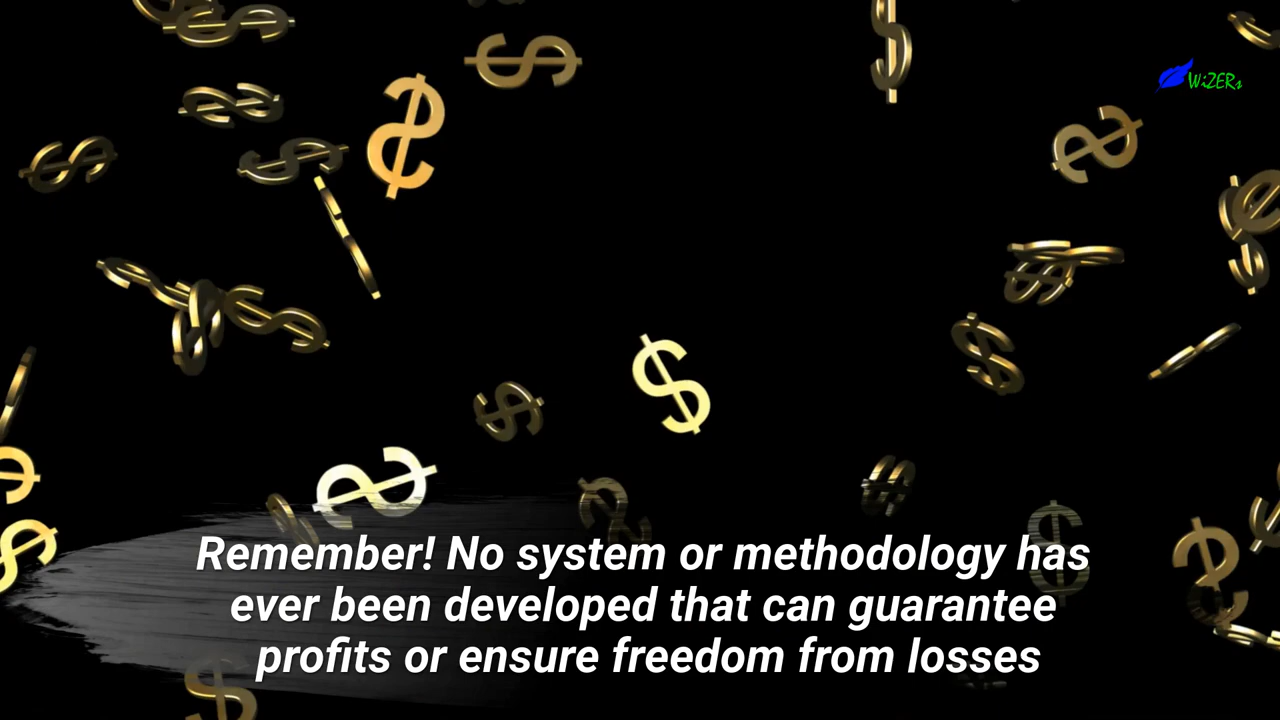 WiZERs
Remember! No system or methodology has
ever been developed that can guarantee
profits or ensure freedom from losses